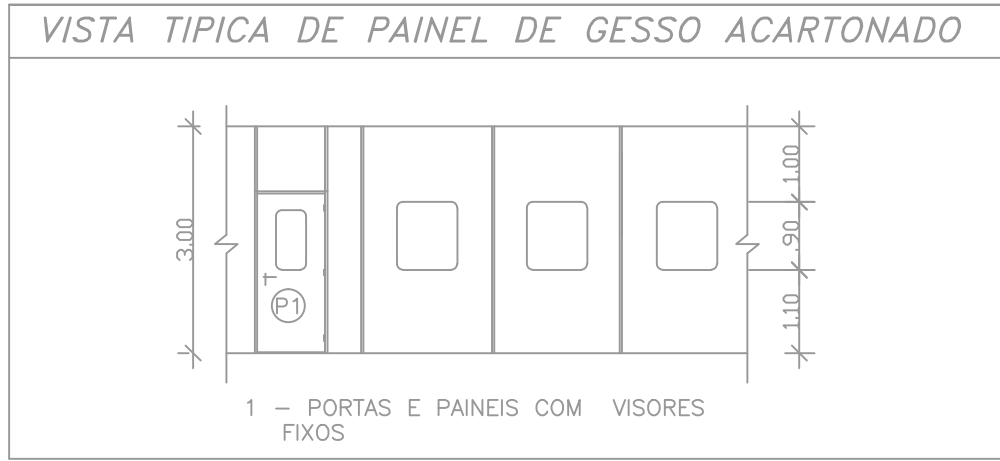 VISTA TIPICA DE PAINEL DE GESSO ACARTONADO
3.00
P1
1.00
.90
1.10
1 – PORTAS E PAINEIS COM VISORES
FIXOS